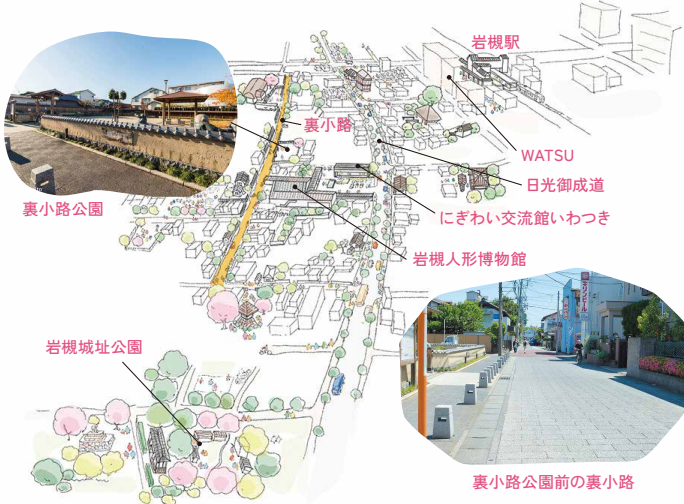 岩槻駅
裏小路
WATSU
日光御成道
裏小路公園
にぎわい交流館いわつき
岩槻人形博物館
岩槻城址公園
裏小路公園前の裏小路